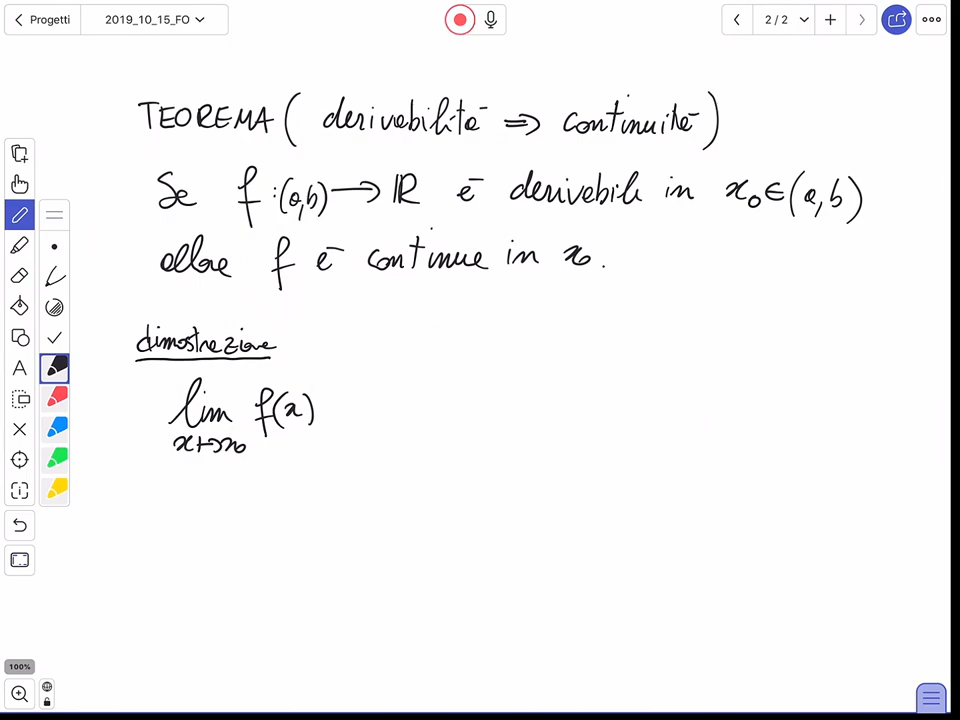 Progetti
2019_10_15_FO
2/2
TEOREMA ( derivabilità ⇒ continuità )
Se f : (a,b) → ℝ è derivabile in x₀ ∈ (a,b)
allora f è continua in x₀.
dimostrazione
lim f(x)
x→x₀
A
100%